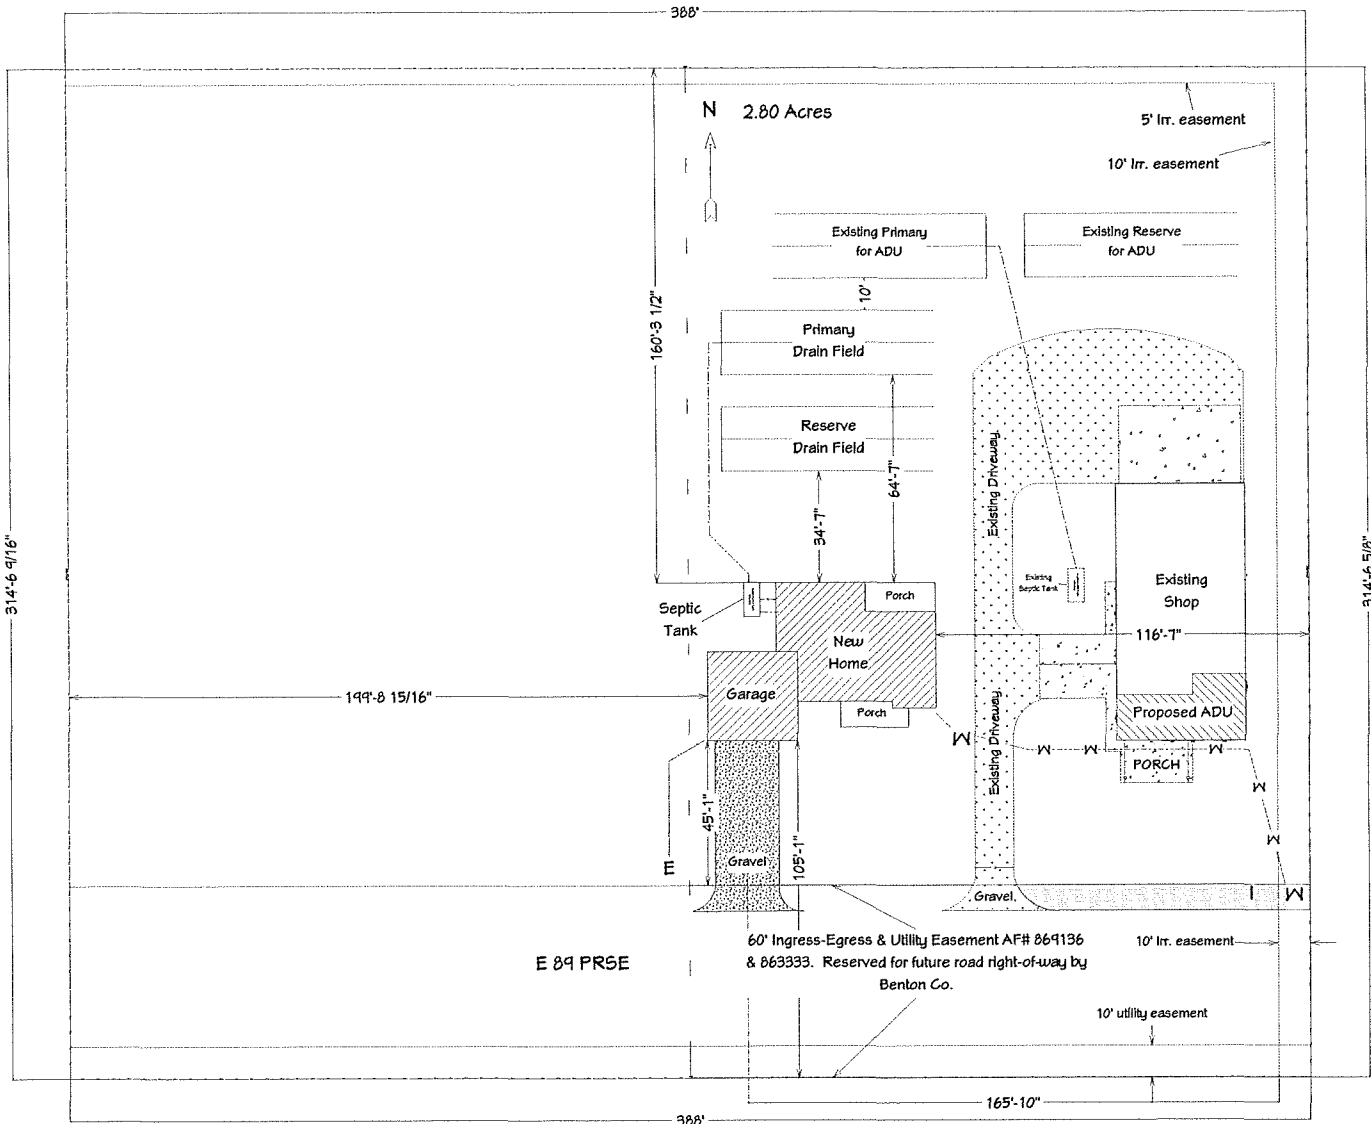 388'
N 2.80 Acres
5' Irr. easement
10' Irr. easement
Existing Primary
for ADU
Existing Reserve
for ADU
10'
160'-3 1/2"
Primary
Drain Field
Reserve
Drain Field
64'-7"
34'-7"
Existing Driveway
314'-6 9/16"
314'-6 5/8"
Existing
Septic Tank
Existing
Shop
Septic
Tank
Porch
New
Home
116'-7"
199'-8 15/16"
Garage
Porch
Proposed ADU
PORCH
Existing Driveway
45'-1"
105'-1"
E
Gravel
Gravel
60' Ingress-Egress & Utility Easement AF# 869136
& 863333. Reserved for future road right-of-way by
Benton Co.
10' Irr. easement
E 89 PRSE
10' utility easement
165'-10"
388'